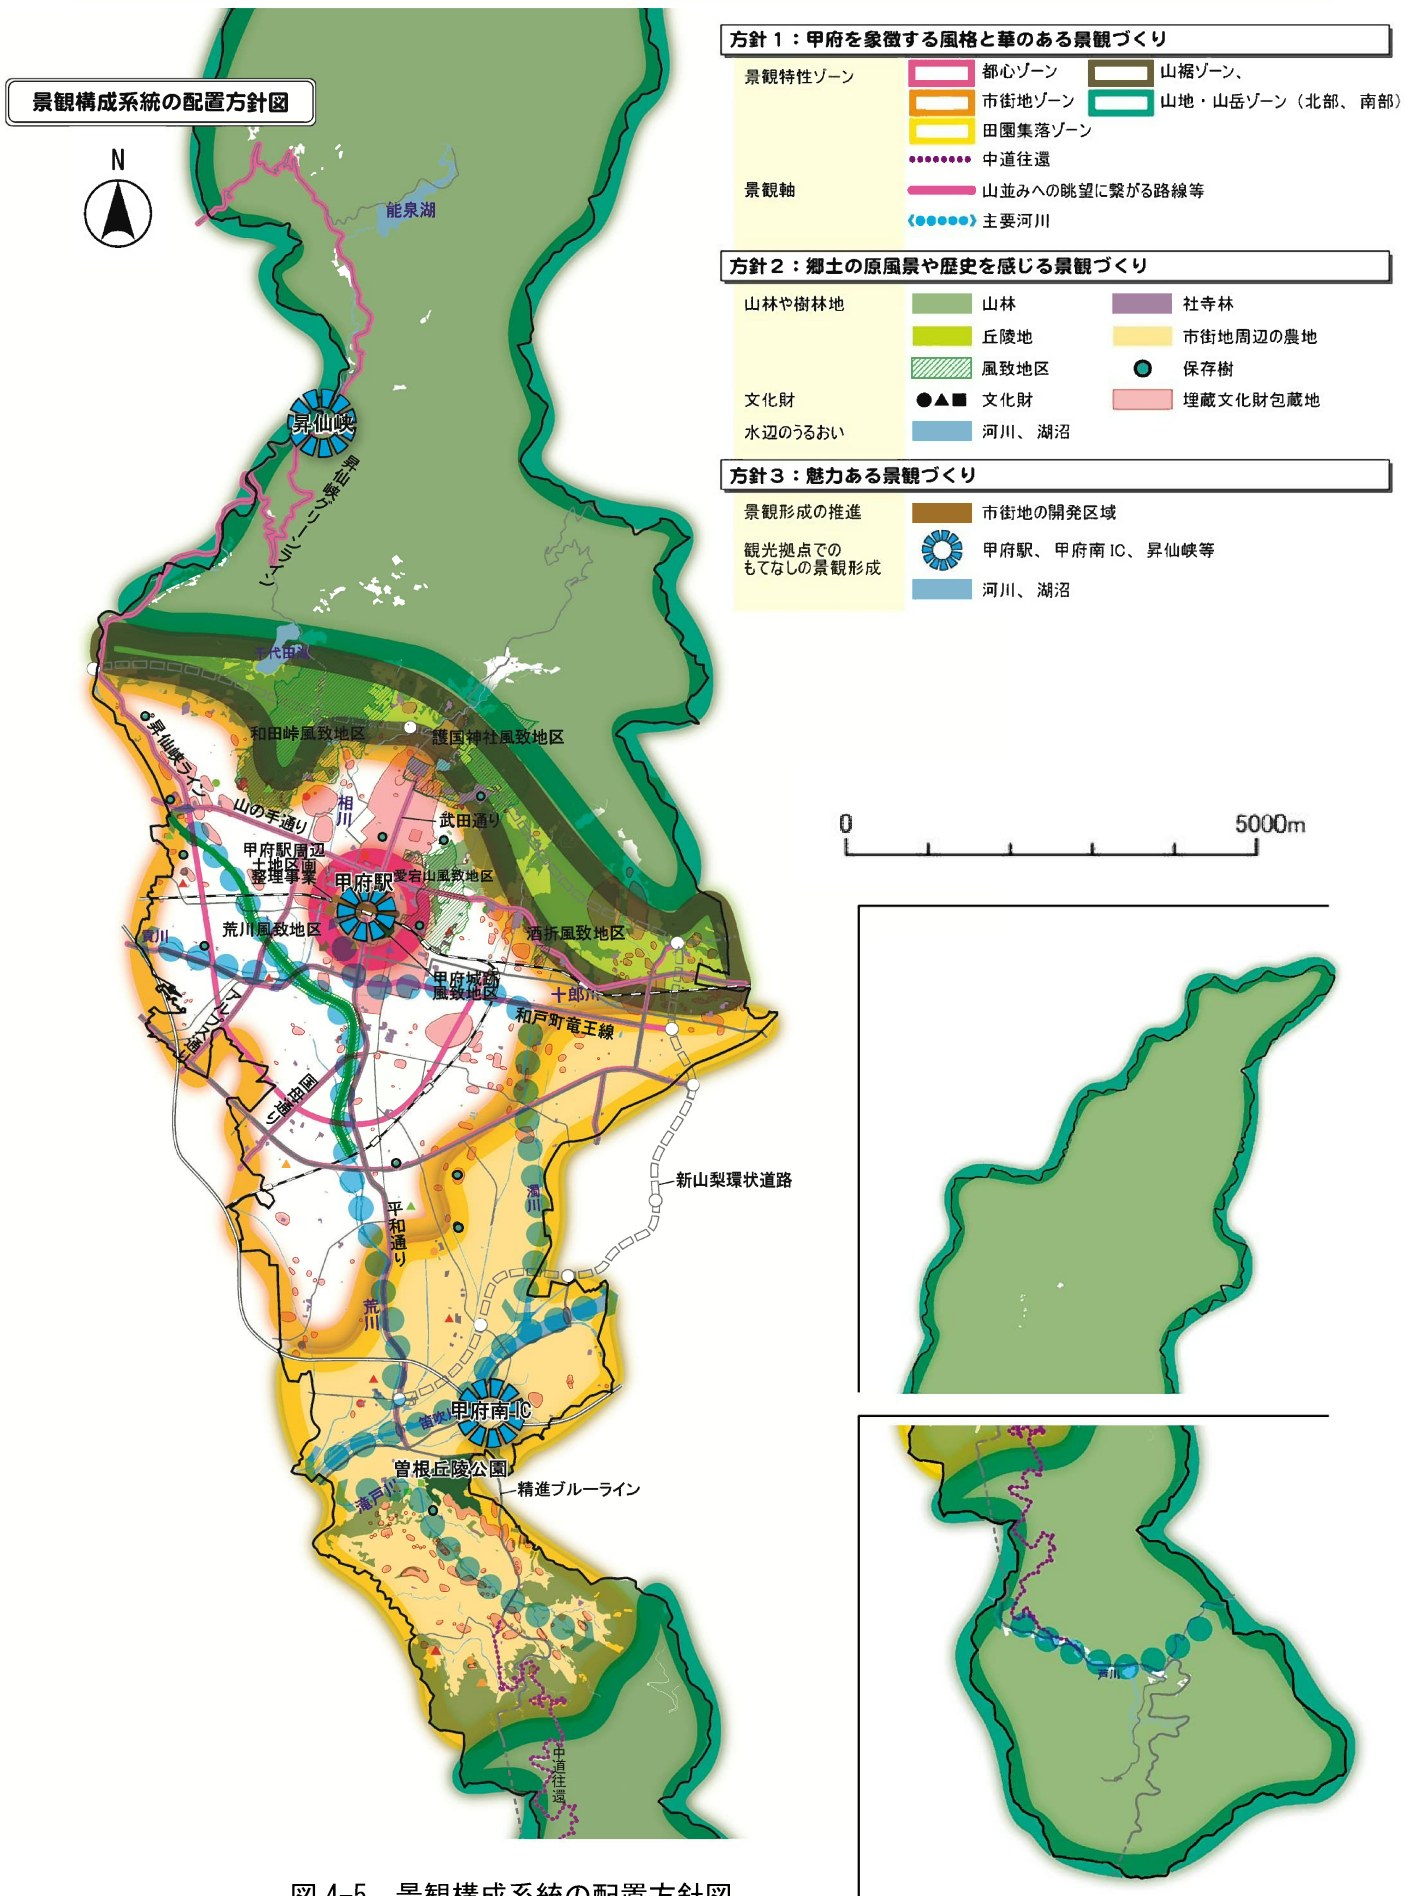 方針１：甲府を象徴する風格と華のある景観づくり
景観特性ゾーン
都心ゾーン
山裾ゾーン、
市街地ゾーン
山地・山岳ゾーン（北部、南部）
田園集落ゾーン
中道往還
景観軸
山並みへの眺望に繋がる路線等
主要河川
方針２：郷土の原風景や歴史を感じる景観づくり
山林や樹林地
山林
社寺林
丘陵地
市街地周辺の農地
風致地区
保存樹
文化財
文化財
埋蔵文化財包蔵地
水辺のうるおい
河川、湖沼
方針３：魅力ある景観づくり
景観形成の推進
市街地の開発区域
観光拠点での
もてなしの景観形成
甲府駅、甲府南IC、昇仙峡等
河川、湖沼
景観構成系統の配置方針図
N
能泉湖
昇仙峡
昇仙峡グリーンライン
千代田湖
和田峠風致地区
護国神社風致地区
昇仙峡ライン
山の手通り
相川
武田通り
甲府駅周辺
土地区画
整理事業
甲府駅
愛宕山風致地区
荒川風致地区
酒折風致地区
貢川
甲府城跡
風致地区
十郎川
和戸町竜王線
アルプス通り
国母通り
新山梨環状道路
濁川
平和通り
荒川
笛吹川
甲府南IC
曽根丘陵公園
滝戸川
精進ブルーライン
中道往還
0
5000m
芦川
図 4-5 景観構成系統の配置方針図